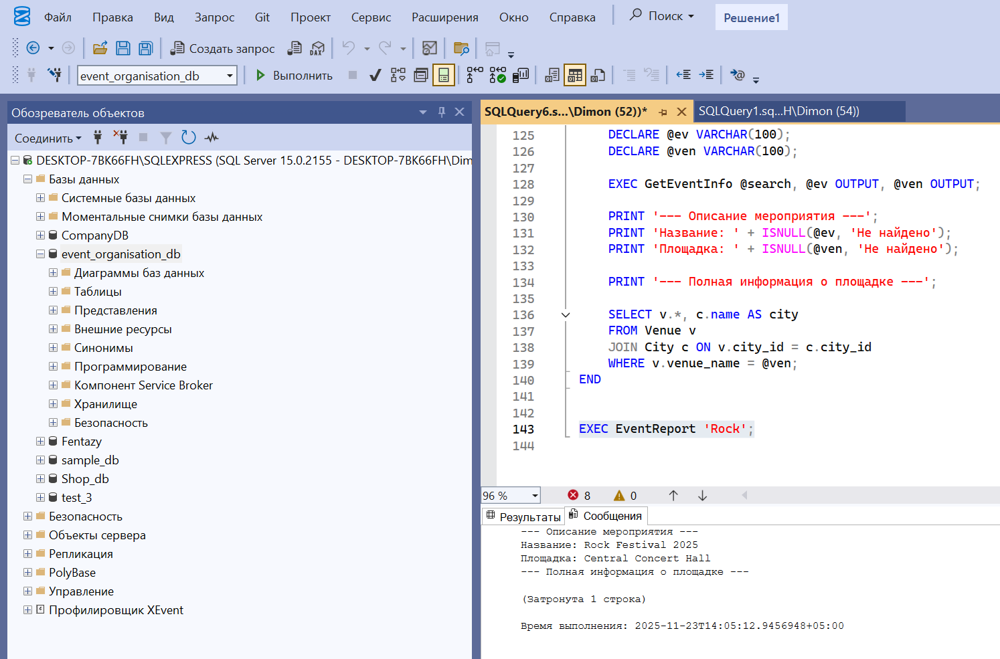 Файл Правка Вид Запрос Git Проект Сервис Расширения Окно Справка Поиск Решение1
Создать запрос DAX
event_organisation_db Выполнить
Обозреватель объектов
Соединить
DESKTOP-7BK66FH\SQLEXPRESS (SQL Server 15.0.2155 - DESKTOP-7BK66FH\Dim
Базы данных
Системные базы данных
Моментальные снимки базы данных
CompanyDB
event_organisation_db
Диаграммы баз данных
Таблицы
Представления
Внешние ресурсы
Синонимы
Программирование
Компонент Service Broker
Хранилище
Безопасность
Fentazy
sample_db
Shop_db
test_3
Безопасность
Объекты сервера
Репликация
PolyBase
Управление
Профилировщик XEvent
SQLQuery6.s...\Dimon (52))* SQLQuery1.sq...H\Dimon (54))
125 DECLARE @ev VARCHAR(100);
126 DECLARE @ven VARCHAR(100);
127
128 EXEC GetEventInfo @search, @ev OUTPUT, @ven OUTPUT;
129
130 PRINT '--- Описание мероприятия ---';
131 PRINT 'Название: ' + ISNULL(@ev, 'Не найдено');
132 PRINT 'Площадка: ' + ISNULL(@ven, 'Не найдено');
133
134 PRINT '--- Полная информация о площадке ---';
135
136 SELECT v.*, c.name AS city
137 FROM Venue v
138 JOIN City c ON v.city_id = c.city_id
139 WHERE v.venue_name = @ven;
140 END
141
142
143 EXEC EventReport 'Rock';
144
96 % 8 0
Результаты Сообщения
--- Описание мероприятия ---
Название: Rock Festival 2025
Площадка: Central Concert Hall
--- Полная информация о площадке ---
(Затронута 1 строка)
Время выполнения: 2025-11-23T14:05:12.9456948+05:00